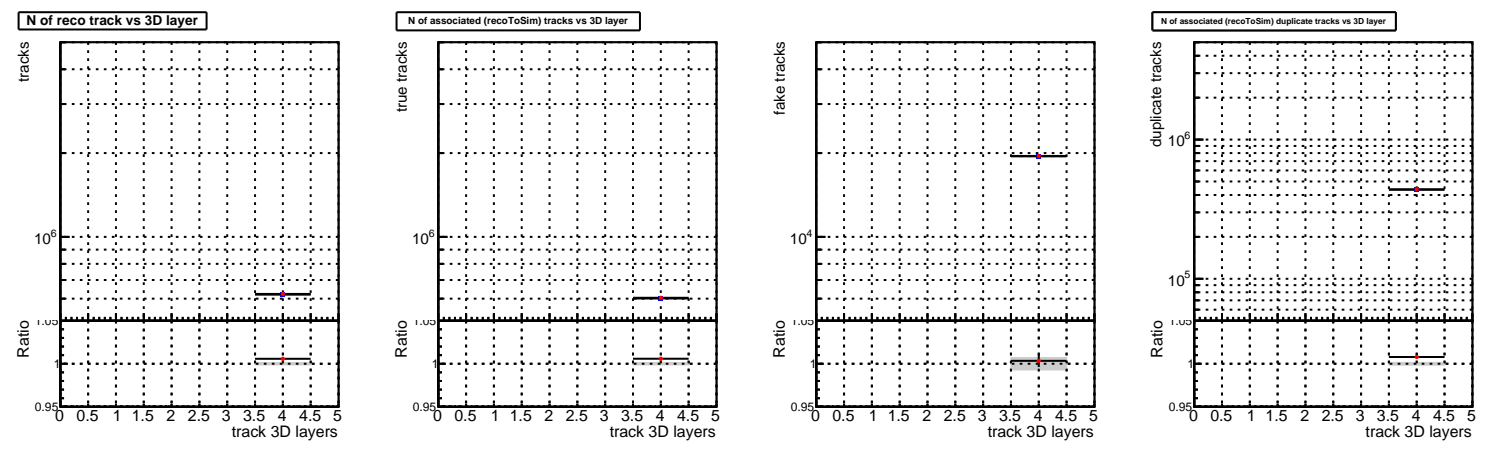 N of reco track vs 3D layer
tracks
10^6
Ratio
1.05
1
0.95
0 0.5 1 1.5 2 2.5 3 3.5 4 4.5 5
track 3D layers
N of associated (recoToSim) tracks vs 3D layer
true tracks
10^6
Ratio
1.05
1
0.95
0 0.5 1 1.5 2 2.5 3 3.5 4 4.5 5
track 3D layers
fake tracks
10^4
Ratio
1.05
1
0.95
0 0.5 1 1.5 2 2.5 3 3.5 4 4.5 5
track 3D layers
N of associated (recoToSim) duplicate tracks vs 3D layer
duplicate tracks
10^6
10^5
Ratio
1.05
1
0.95
0 0.5 1 1.5 2 2.5 3 3.5 4 4.5 5
track 3D layers